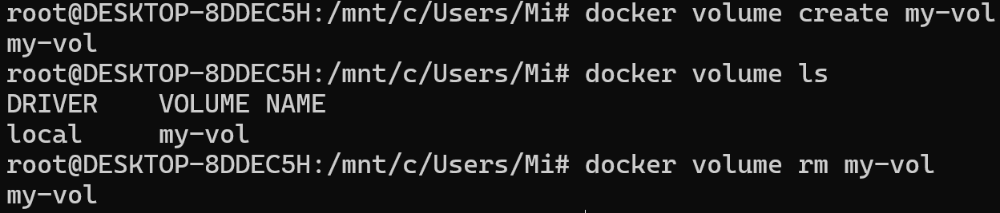 root@DESKTOP-8DDEC5H:/mnt/c/Users/Mi# docker volume create my-vol
my-vol
root@DESKTOP-8DDEC5H:/mnt/c/Users/Mi# docker volume ls
DRIVER    VOLUME NAME
local     my-vol
root@DESKTOP-8DDEC5H:/mnt/c/Users/Mi# docker volume rm my-vol
my-vol